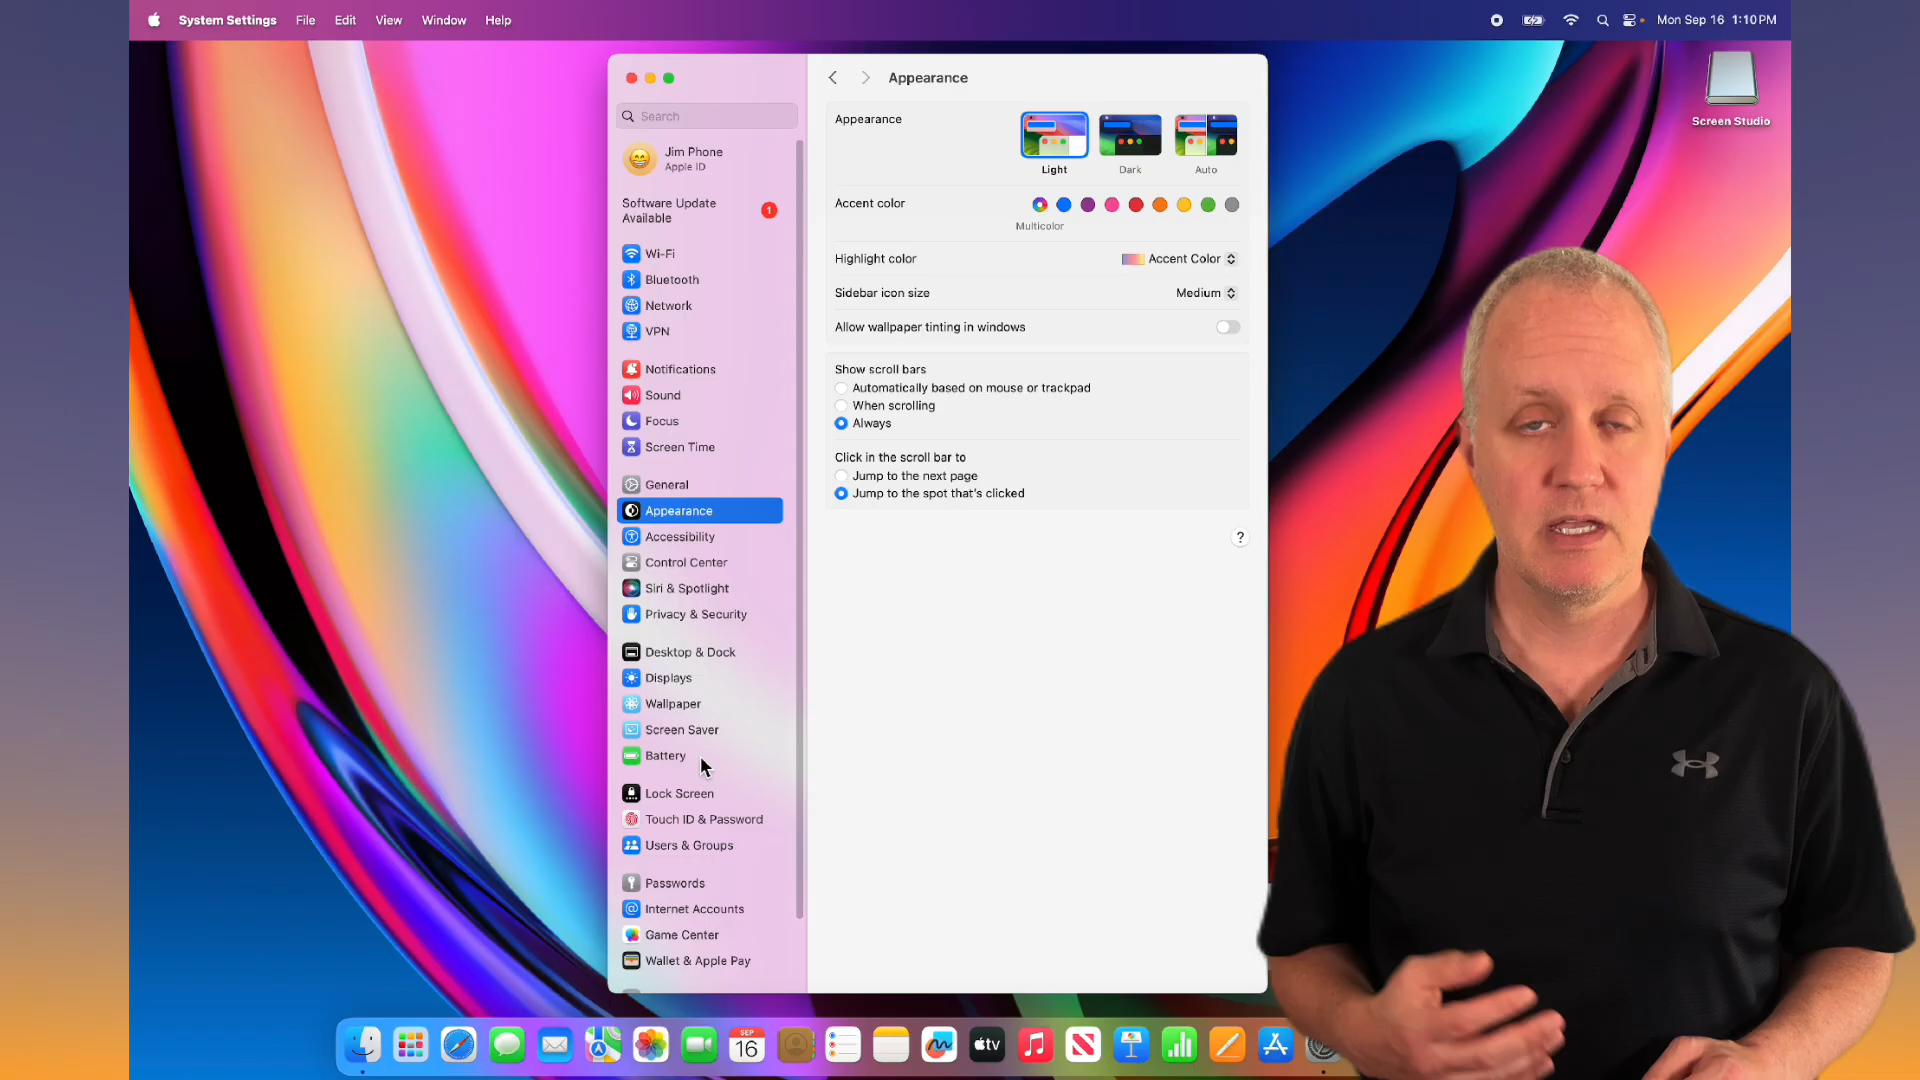 System Settings File Edit View Window Help
Mon Sep 16 1:10 PM
Screen Studio
Search
Jim Phone
Apple ID
Software Update
Available
1
Wi-Fi
Bluetooth
Network
VPN
Notifications
Sound
Focus
Screen Time
General
Appearance
Accessibility
Control Center
Siri & Spotlight
Privacy & Security
Desktop & Dock
Displays
Wallpaper
Screen Saver
Battery
Lock Screen
Touch ID & Password
Users & Groups
Passwords
Internet Accounts
Game Center
Wallet & Apple Pay
Appearance
Appearance
Light Dark Auto
Accent color
Multicolor
Highlight color Accent Color
Sidebar icon size Medium
Allow wallpaper tinting in windows
Show scroll bars
Automatically based on mouse or trackpad
When scrolling
Always
Click in the scroll bar to
Jump to the next page
Jump to the spot that's clicked
?
SEP
16
tv